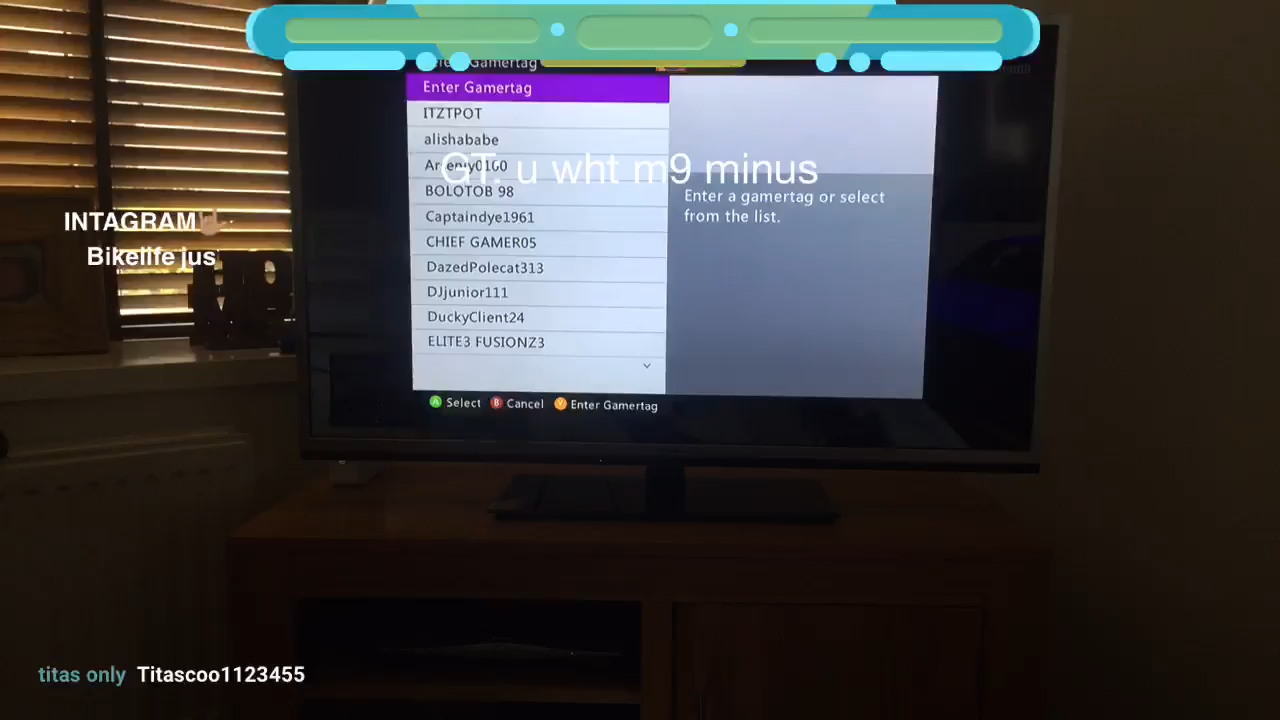 Gamertag
Enter Gamertag
ITZTPOT
alishababe
GT: u wht m9 minus
BOLOTOB 98
Captaindye1961
CHIEF GAMER05
DazedPolecat313
DJjunior111
DuckyClient24
ELITE3 FUSIONZ3
Enter a gamertag or select
from the list.
A Select B Cancel Y Enter Gamertag
INTAGRAM🤘🏼
Bikelife jus
titas only Titascoo1123455